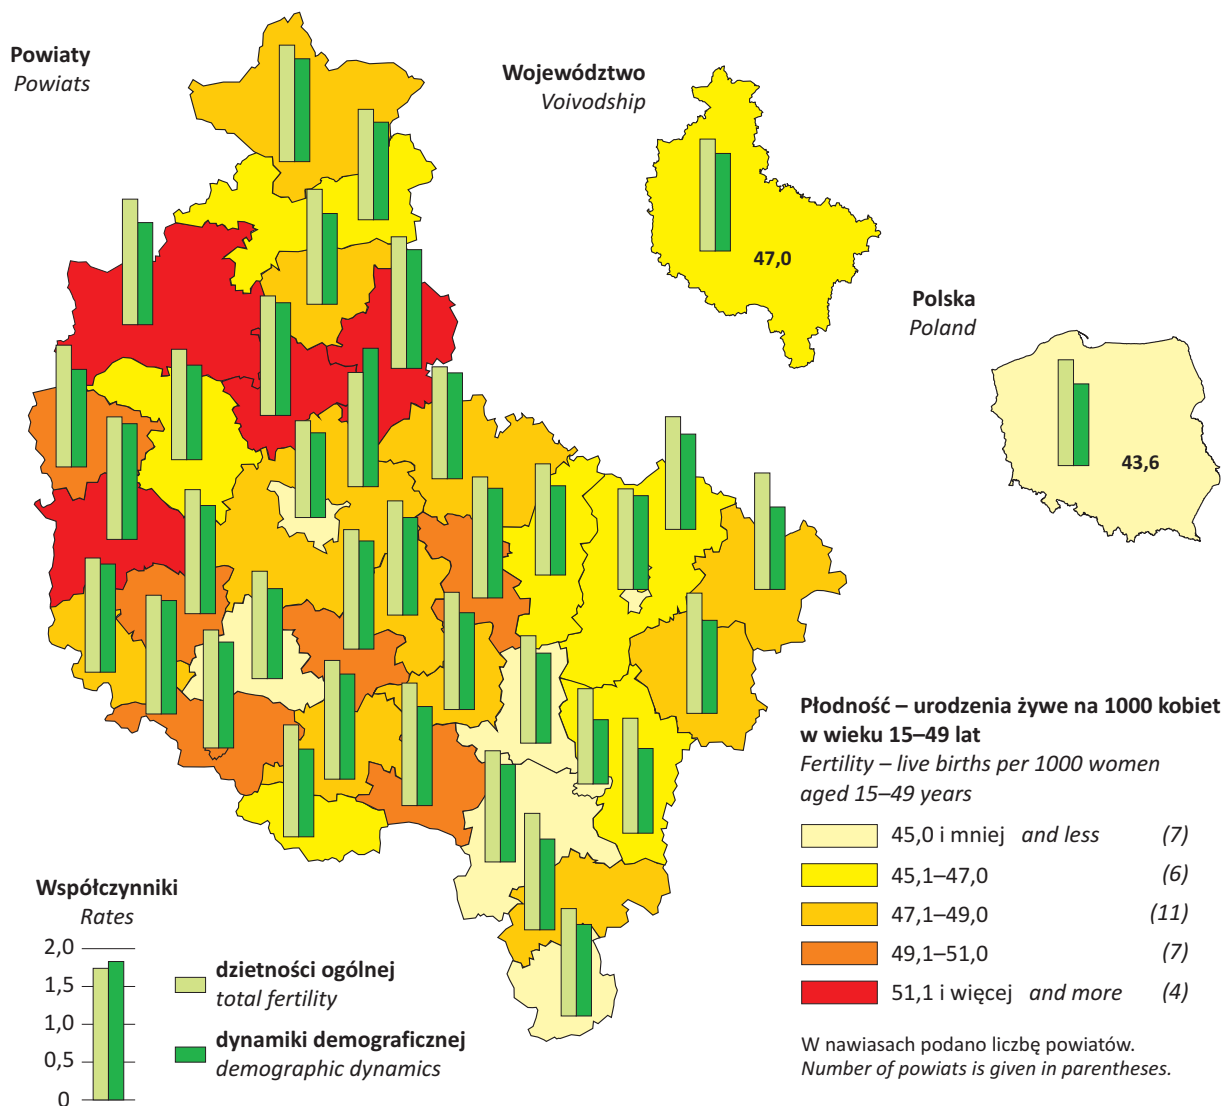 Powiaty
Powiats
Województwo
Voivodship
47,0
Polska
Poland
43,6
Płodność – urodzenia żywe na 1000 kobiet
w wieku 15–49 lat
Fertility – live births per 1000 women
aged 15–49 years
45,0 i mniej and less (7)
45,1–47,0 (6)
47,1–49,0 (11)
49,1–51,0 (7)
51,1 i więcej and more (4)
W nawiasach podano liczbę powiatów.
Number of powiats is given in parentheses.
Współczynniki
Rates
2,0
1,5
1,0
0,5
0
dzietności ogólnej
total fertility
dynamiki demograficznej
demographic dynamics